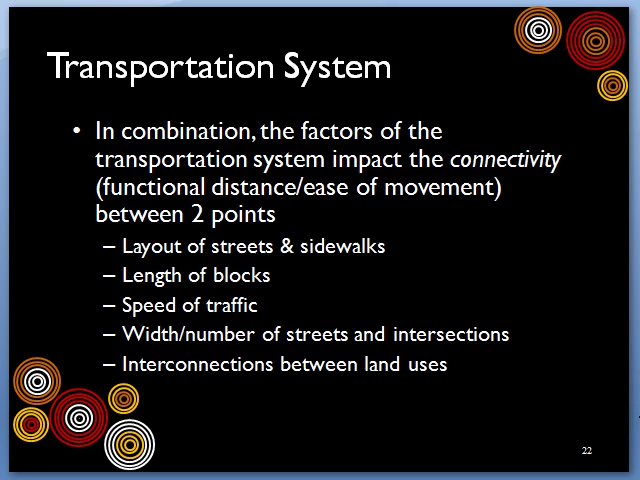 Transportation System
• In combination, the factors of the
transportation system impact the connectivity
(functional distance/ease of movement)
between 2 points
– Layout of streets & sidewalks
– Length of blocks
– Speed of traffic
– Width/number of streets and intersections
– Interconnections between land uses
22